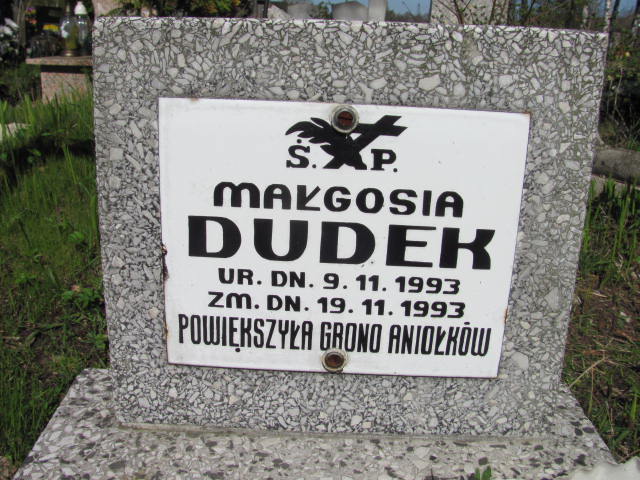 Ś. P.
MAŁGOSIA
DUDEK
UR. DN. 9. 11. 1993
ZM. DN. 19. 11. 1993
POWIĘKSZYŁA GRONO ANIOŁKÓW